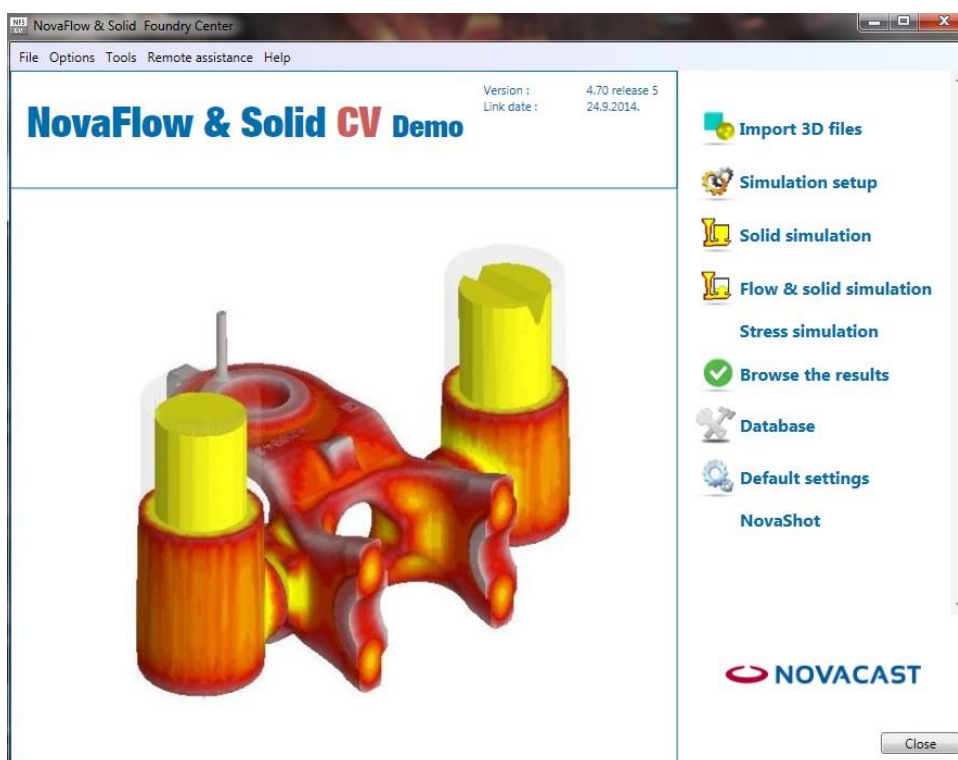 NFS
CV
NovaFlow & Solid Foundry Center
File Options Tools Remote assistance Help
NovaFlow & Solid CV Demo
Version : 4.70 release 5
Link date : 24.9.2014.
Import 3D files
Simulation setup
Solid simulation
Flow & solid simulation
Stress simulation
Browse the results
Database
Default settings
NovaShot
NOVACAST
Close